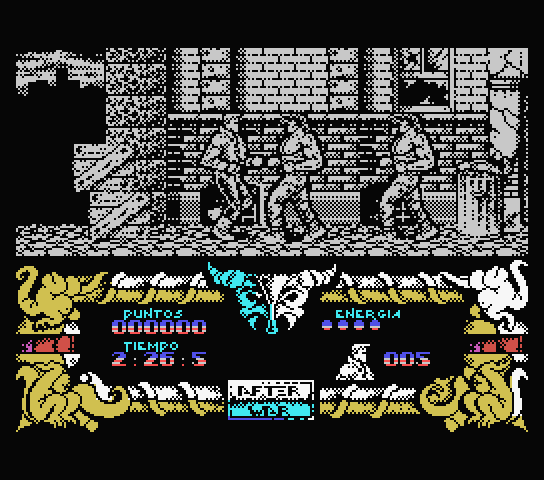 PUNTOS
000000
ENERGIA
TIEMPO
2:26:5
005
AFTER
WAR